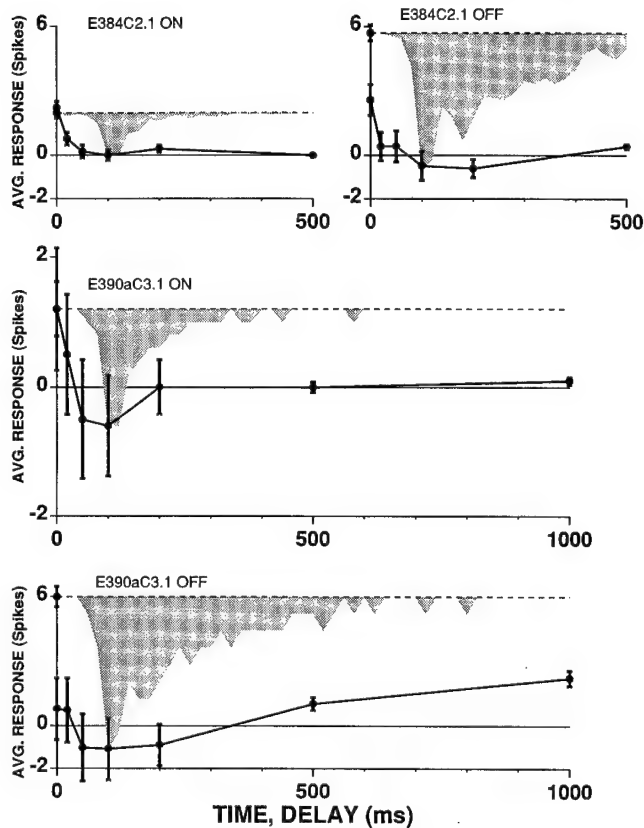 E384C2.1 ON
AVG. RESPONSE (Spikes)
6
0
-2
0
500
E384C2.1 OFF
6
0
-2
0
500
E390aC3.1 ON
AVG. RESPONSE (Spikes)
2
0
-2
0
500
1000
E390aC3.1 OFF
AVG. RESPONSE (Spikes)
6
0
-2
0
500
1000
TIME, DELAY (ms)